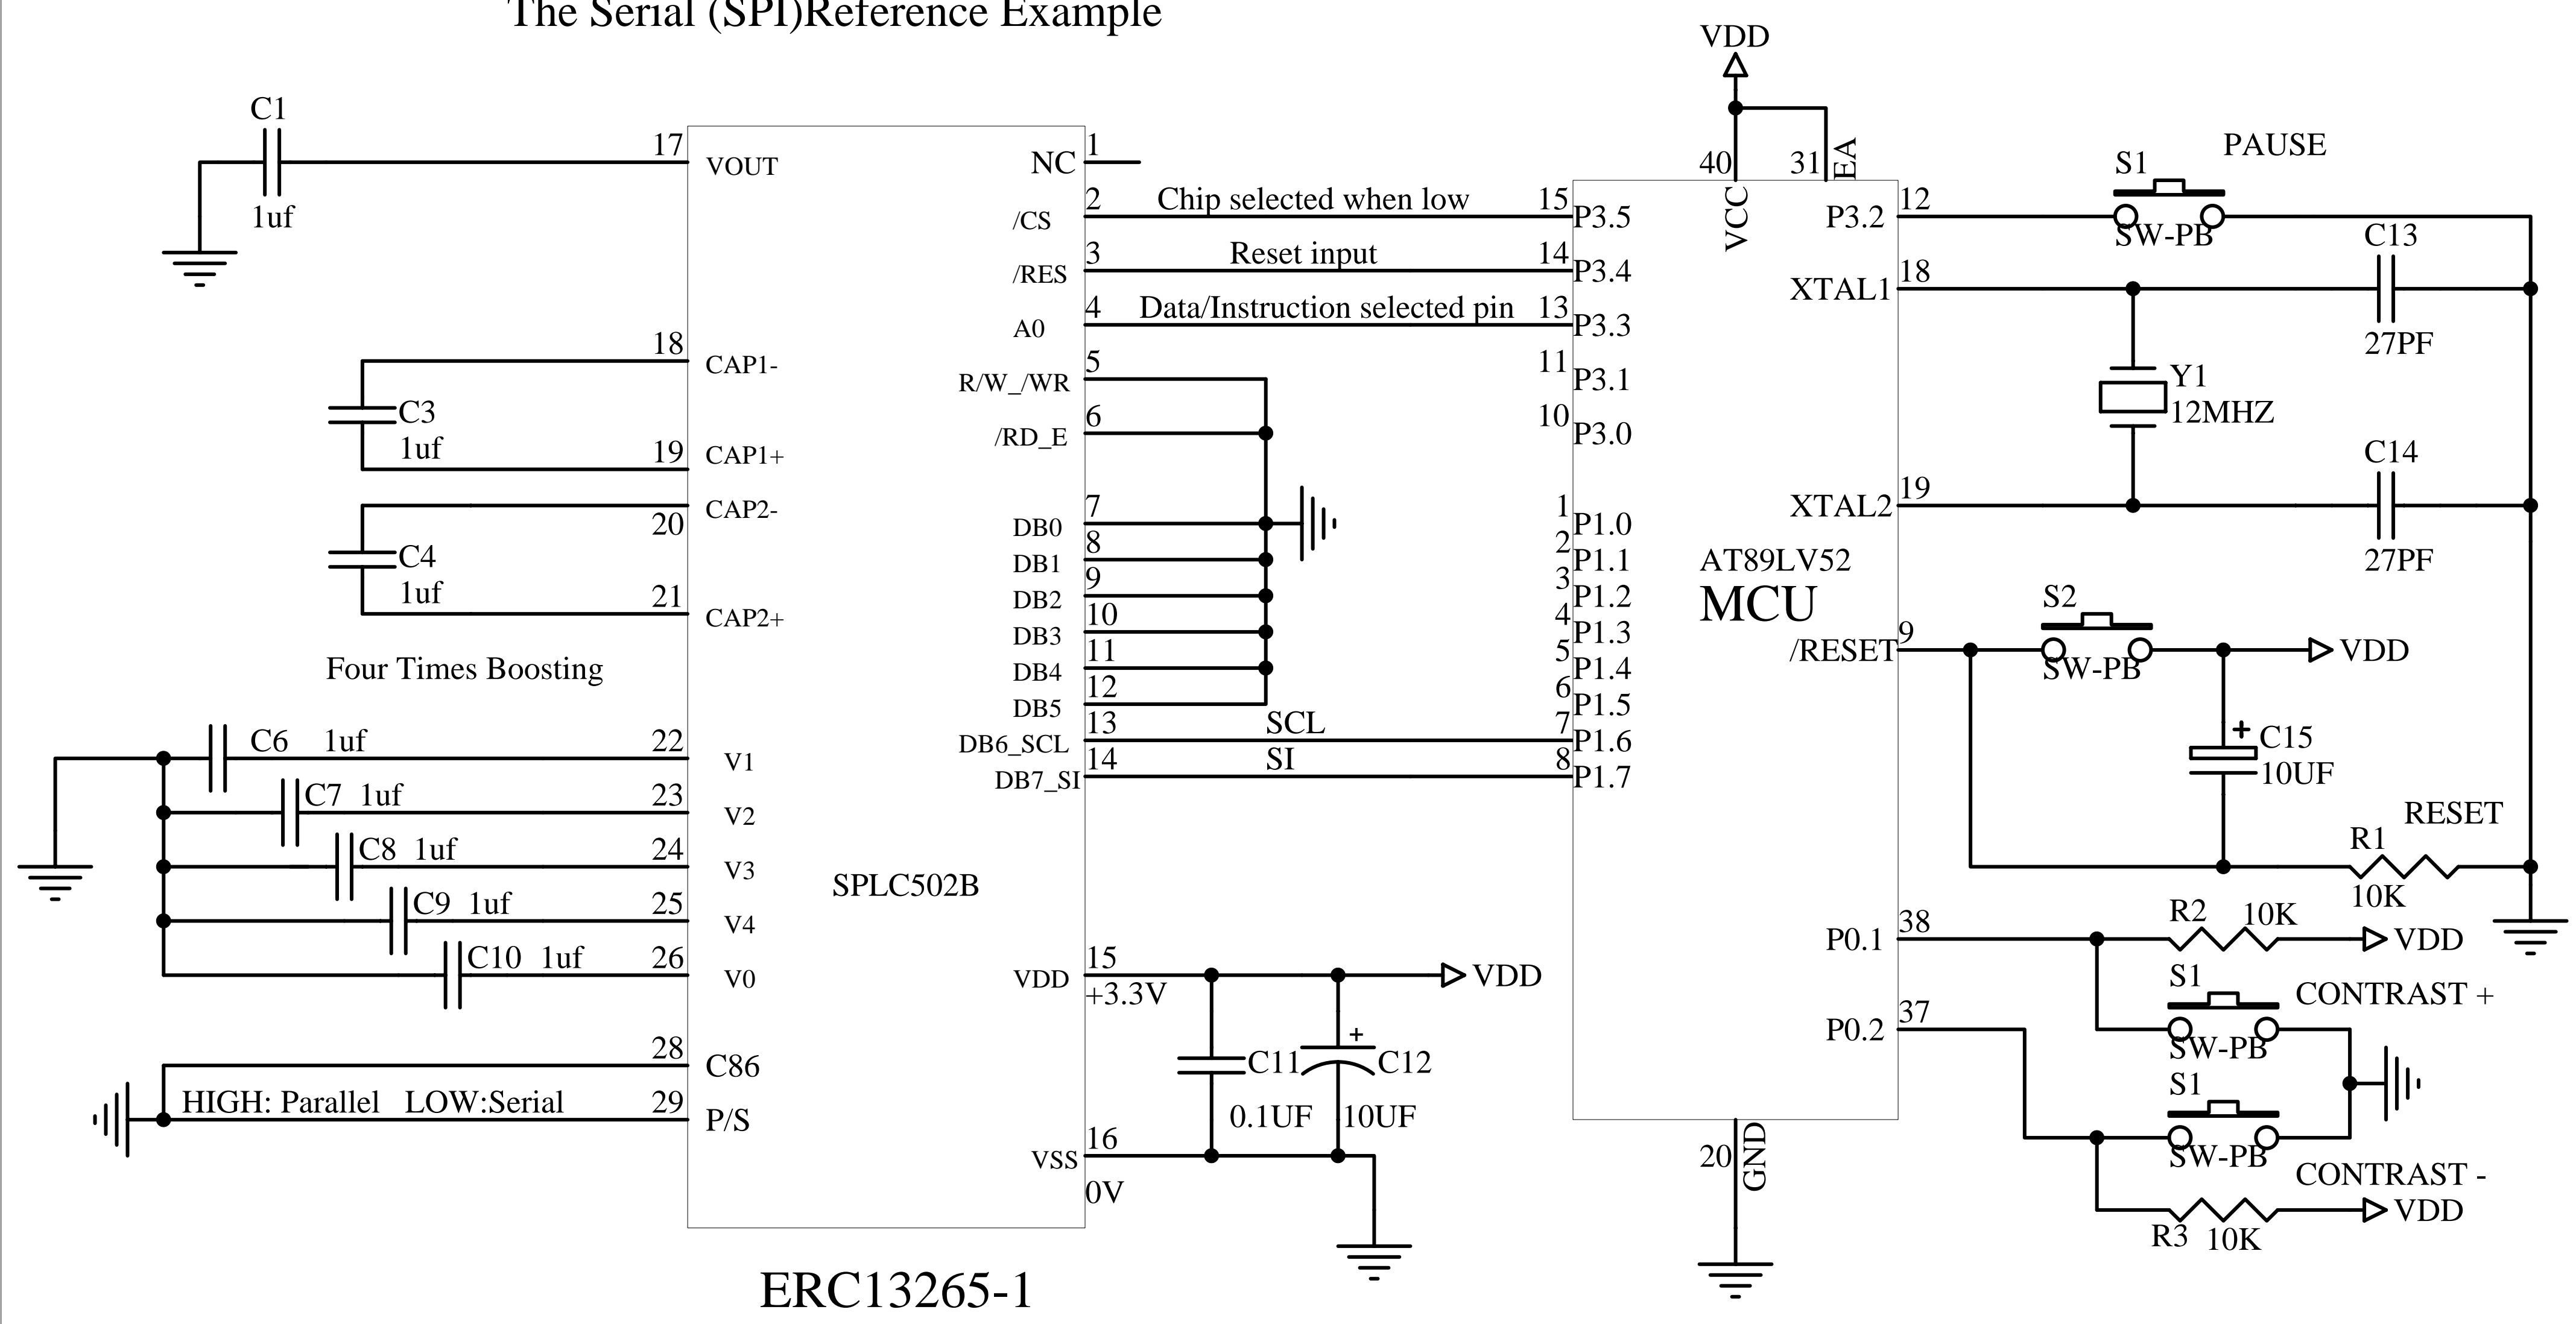 The Serial (SPI)Reference Example
C1
1uf
17
VOUT
18
CAP1-
C3
1uf
19
CAP1+
CAP2-
20
C4
1uf
21
CAP2+
Four Times Boosting
C6 1uf
22
V1
C7 1uf
23
V2
C8 1uf
24
V3
C9 1uf
25
V4
C10 1uf
26
V0
28
C86
HIGH: Parallel LOW:Serial
29
P/S
SPLC502B
ERC13265-1
NC
1
/CS
2
Chip selected when low
15
P3.5
/RES
3
Reset input
14
P3.4
A0
4
Data/Instruction selected pin
13
P3.3
R/W_/WR
5
11
P3.1
/RD_E
6
10
P3.0
DB0
7
1
P1.0
DB1
8
2
P1.1
DB2
9
3
P1.2
DB3
10
4
P1.3
DB4
11
5
P1.4
DB5
12
6
P1.5
DB6_SCL
13
SCL
7
P1.6
DB7_SI
14
SI
8
P1.7
VDD
15
+3.3V
VDD
C11
0.1UF
+
C12
10UF
VSS
16
0V
VDD
40
VCC
31
EA
AT89LV52
MCU
20
GND
P3.2
12
S1
SW-PB
PAUSE
XTAL1
18
C13
27PF
Y1
12MHZ
XTAL2
19
C14
27PF
/RESET
9
S2
SW-PB
VDD
+
C15
10UF
RESET
R1
10K
P0.1
38
R2 10K
VDD
S1
SW-PB
CONTRAST +
P0.2
37
S1
SW-PB
CONTRAST -
VDD
R3 10K